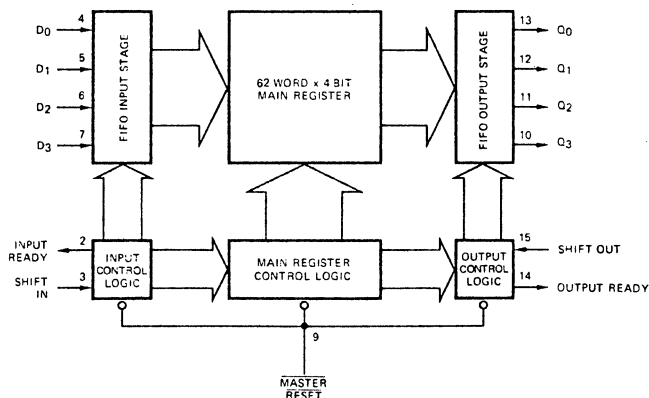 4
D0
5
D1
6
D2
7
D3
FIFO INPUT STAGE
62 WORD x 4 BIT
MAIN REGISTER
FIFO OUTPUT STAGE
13
Q0
12
Q1
11
Q2
10
Q3
INPUT
READY
2
SHIFT
IN
3
INPUT
CONTROL
LOGIC
MAIN REGISTER
CONTROL LOGIC
OUTPUT
CONTROL
LOGIC
15
SHIFT OUT
14
OUTPUT READY
9
MASTER
RESET